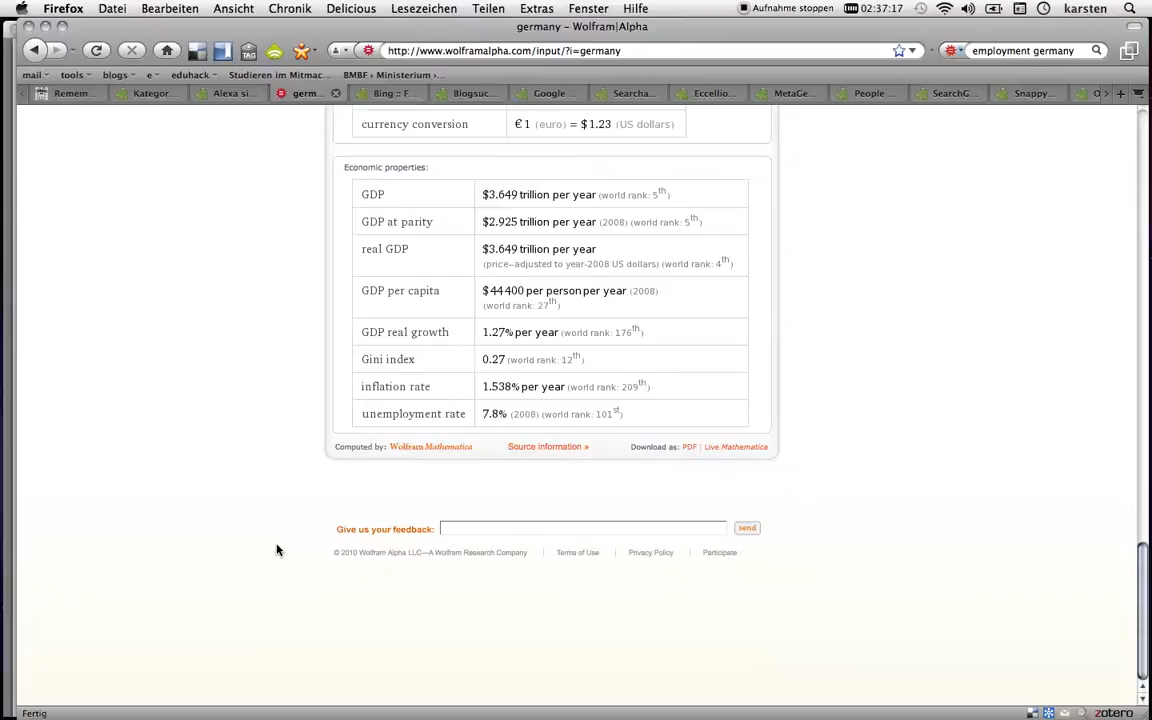 Firefox Datei Bearbeiten Ansicht Chronik Delicious Lesezeichen Teilen Extras Fenster Hilfe Aufnahme stoppen 02:37:17 karsten
germany – Wolfram|Alpha
http://www.wolframalpha.com/input/?i=germany employment germany
mail tools blogs e eduhack Studieren im Mitmac... BMBF › Ministerium ›...
Remem... Kategor... Alexa si... germ... Bing :: F... Blogsuc... Google ... Searcha... Eccellio... MetaGe... People ... SearchG... Snappy... O
currency conversion €1 (euro) = $1.23 (US dollars)
Economic properties:
GDP $3.649 trillion per year (world rank: 5th)
GDP at parity $2.925 trillion per year (2008) (world rank: 5th)
real GDP $3.649 trillion per year
(price-adjusted to year-2008 US dollars) (world rank: 4th)
GDP per capita $44400 per person per year (2008)
(world rank: 27th)
GDP real growth 1.27% per year (world rank: 176th)
Gini index 0.27 (world rank: 12th)
inflation rate 1.538% per year (world rank: 209th)
unemployment rate 7.8% (2008) (world rank: 101st)
Computed by: Wolfram Mathematica Source information » Download as: PDF | Live Mathematica
Give us your feedback: send
© 2010 Wolfram Alpha LLC—A Wolfram Research Company Terms of Use Privacy Policy Participate
Fertig zotero